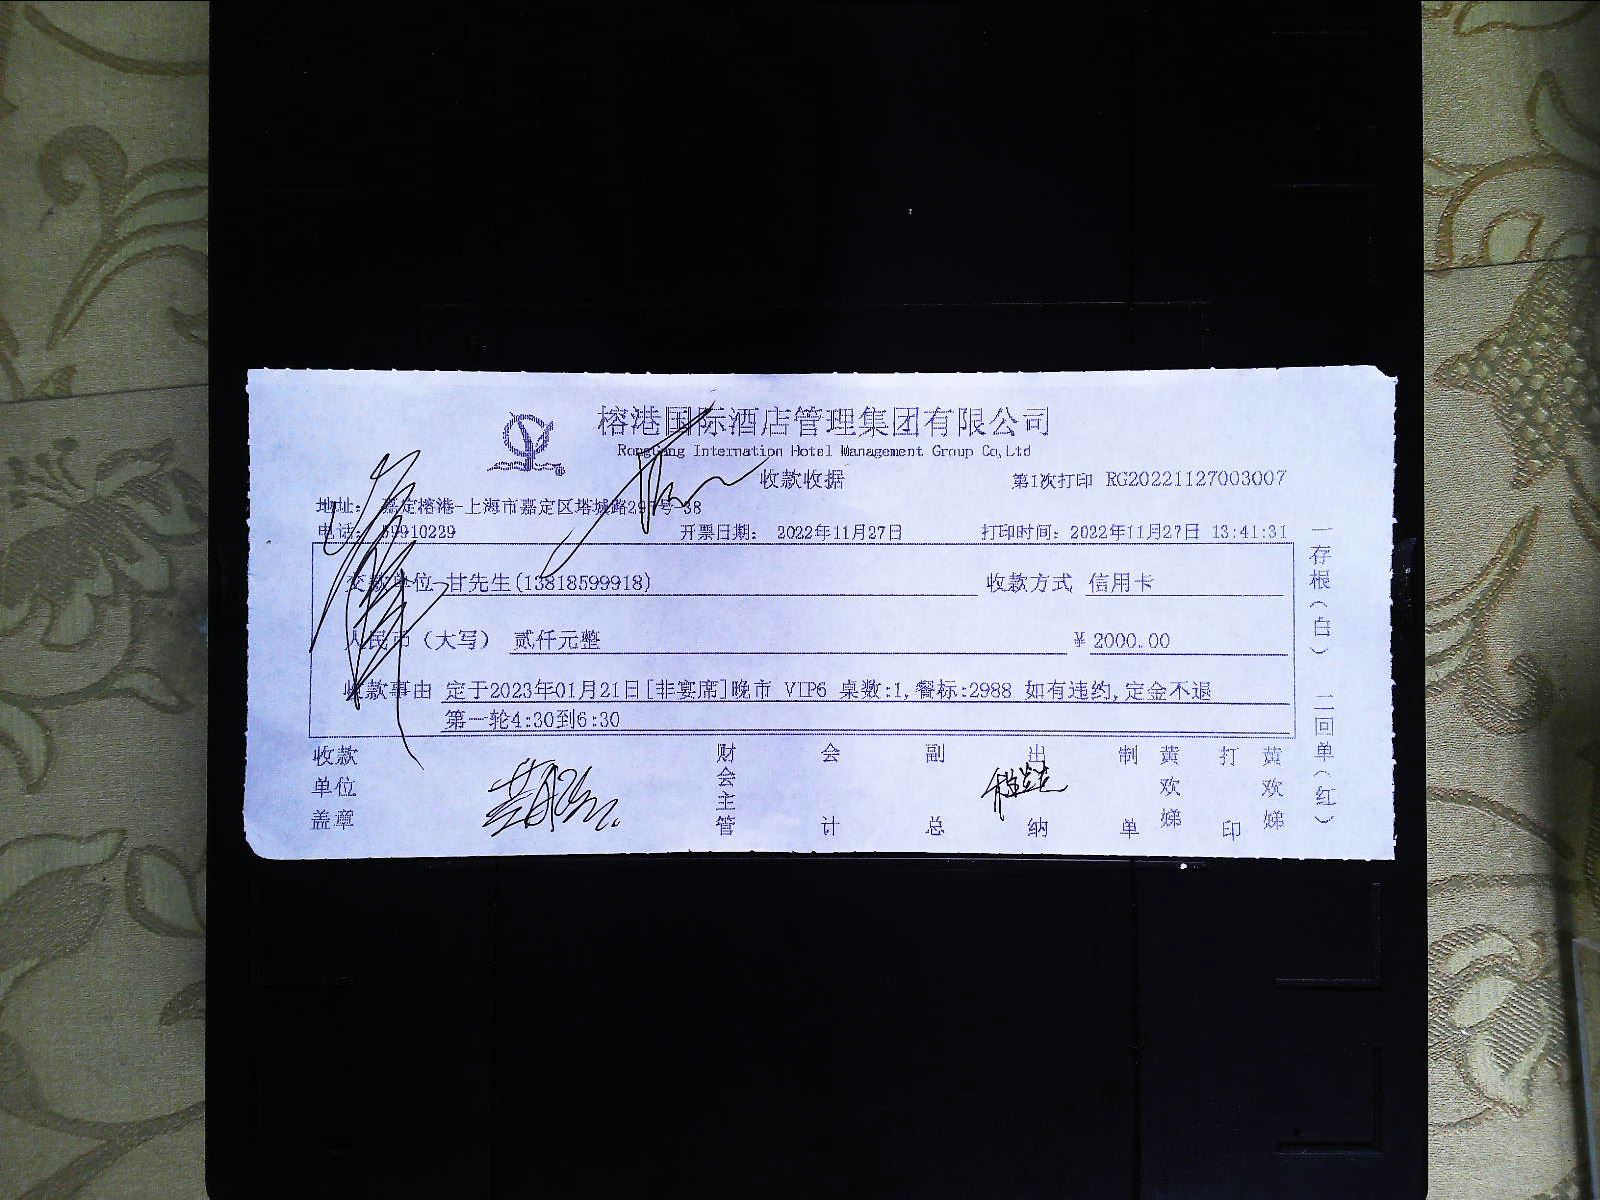 榕港国际酒店管理集团有限公司
RongGang Internation Hotel Management Group Co,Ltd
收款收据
第1次打印 RG20221127003007
地址: 嘉定榕港-上海市嘉定区塔城路297号-38
电话: 59910229 开票日期: 2022年11月27日 打印时间: 2022年11月27日 13:41:31
交款单位 甘先生(13818599918) 收款方式 信用卡
人民币 (大写) 贰仟元整 ¥ 2000.00
收款事由 定于2023年01月21日[非宴席]晚市 VIP6 桌数:1,餐标:2988 如有违约,定金不退
第一轮4:30到6:30
收款单位盖章 财会主管 会计 副总 出纳 制单 黄欢娣 打印 黄欢娣
一存根(白) 二回单(红)